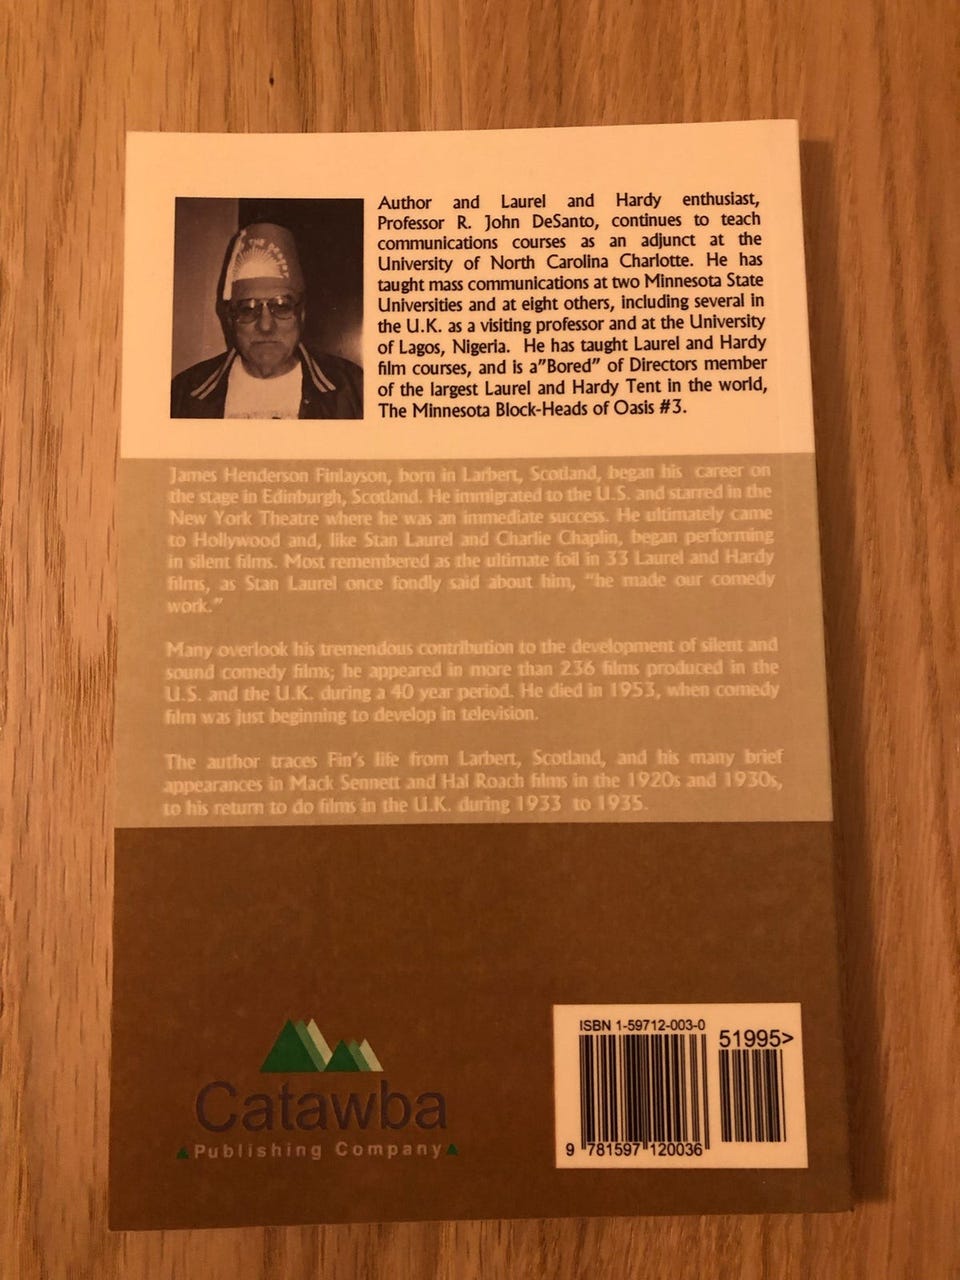 Author and Laurel and Hardy enthusiast,
Professor R. John DeSanto, continues to teach
communications courses as an adjunct at the
University of North Carolina Charlotte. He has
taught mass communications at two Minnesota State
Universities and at eight others, including several in
the U.K. as a visiting professor and at the University
of Lagos, Nigeria. He has taught Laurel and Hardy
film courses, and is a"Bored" of Directors member
of the largest Laurel and Hardy Tent in the world,
The Minnesota Block-Heads of Oasis #3.
James Henderson Finlayson, born in Larbert, Scotland, began his career on
the stage in Edinburgh, Scotland. He immigrated to the U.S. and starred in the
New York Theatre where he was an immediate success. He ultimately came
to Hollywood and, like Stan Laurel and Charlie Chaplin, began performing
in silent films. Most remembered as the ultimate foil in 33 Laurel and Hardy
films, as Stan Laurel once fondly said about him, "he made our comedy
work."
Many overlook his tremendous contribution to the development of silent and
sound comedy films; he appeared in more than 236 films produced in the
U.S. and the U.K. during a 40 year period. He died in 1953, when comedy
film was just beginning to develop in television.
The author traces Fin's life from Larbert, Scotland, and his many brief
appearances in Mack Sennett and Hal Roach films in the 1920s and 1930s,
to his return to do films in the U.K. during 1933 to 1935.
Catawba
Publishing Company
ISBN 1-59712-003-0
51995>
9 781597 120036